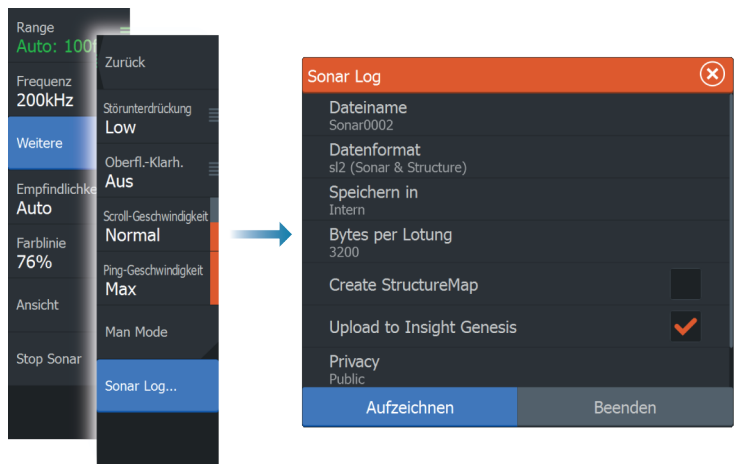 Range
Auto: 100
Frequenz
200kHz
Weitere
Empfindlichke
Auto
Farblinie
76%
Ansicht
Stop Sonar
Zurück
Störunterdrückung
Low
Oberfl.-Klarh.
Aus
Scroll-Geschwindigkeit
Normal
Ping-Geschwindigkeit
Max
Man Mode
Sonar Log...
Sonar Log
Dateiname
Sonar0002
Datenformat
sl2 (Sonar & Structure)
Speichern in
Intern
Bytes per Lotung
3200
Create StructureMap
Upload to Insight Genesis
Privacy
Public
Aufzeichnen
Beenden